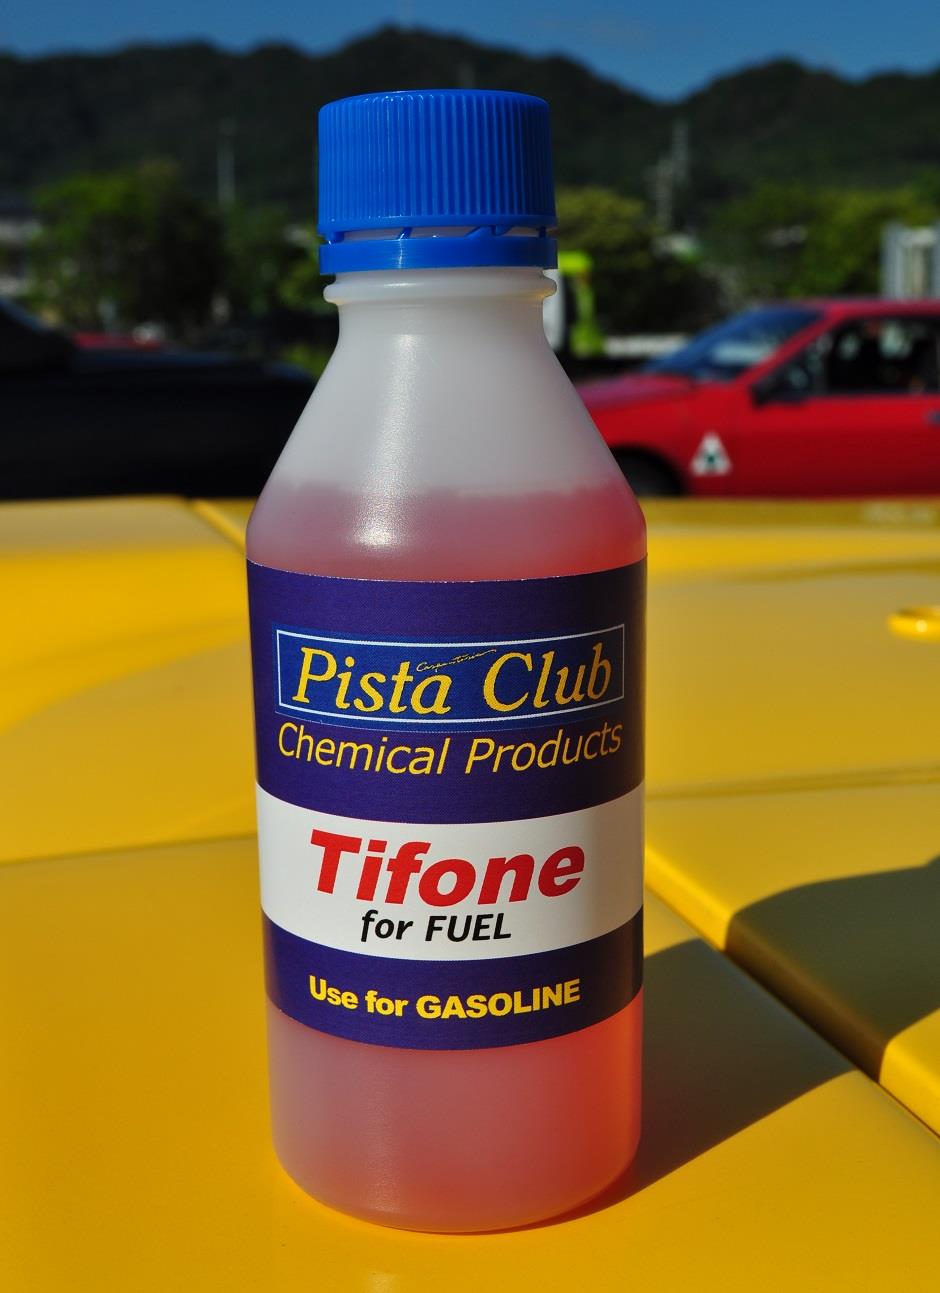 Pista Club
Chemical Products
Tifone
for FUEL
Use for GASOLINE